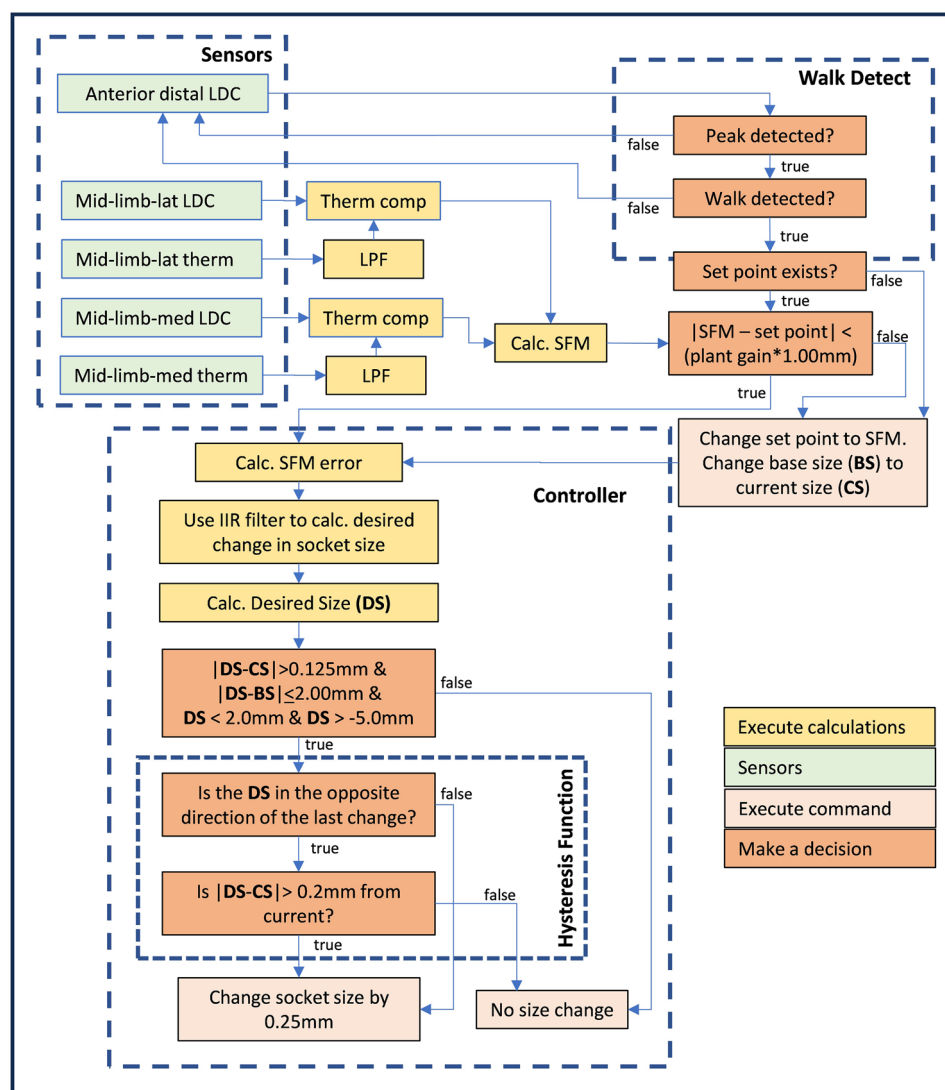 Sensors
Anterior distal LDC
Walk Detect
Peak detected?
false
true
Mid-limb-lat LDC
Therm comp
Walk detected?
false
true
Mid-limb-lat therm
LPF
Set point exists?
false
true
Mid-limb-med LDC
Therm comp
Calc. SFM
|SFM – set point| <
(plant gain*1.00mm)
false
true
Mid-limb-med therm
LPF
Change set point to SFM.
Change base size (BS) to
current size (CS)
Controller
Calc. SFM error
Use IIR filter to calc. desired
change in socket size
Calc. Desired Size (DS)
|DS-CS|>0.125mm &
|DS-BS|≤2.00mm &
DS < 2.0mm & DS > -5.0mm
false
true
Hysteresis Function
Is the DS in the opposite
direction of the last change?
false
true
Is |DS-CS|> 0.2mm from
current?
false
true
Change socket size by
0.25mm
No size change
Execute calculations
Sensors
Execute command
Make a decision